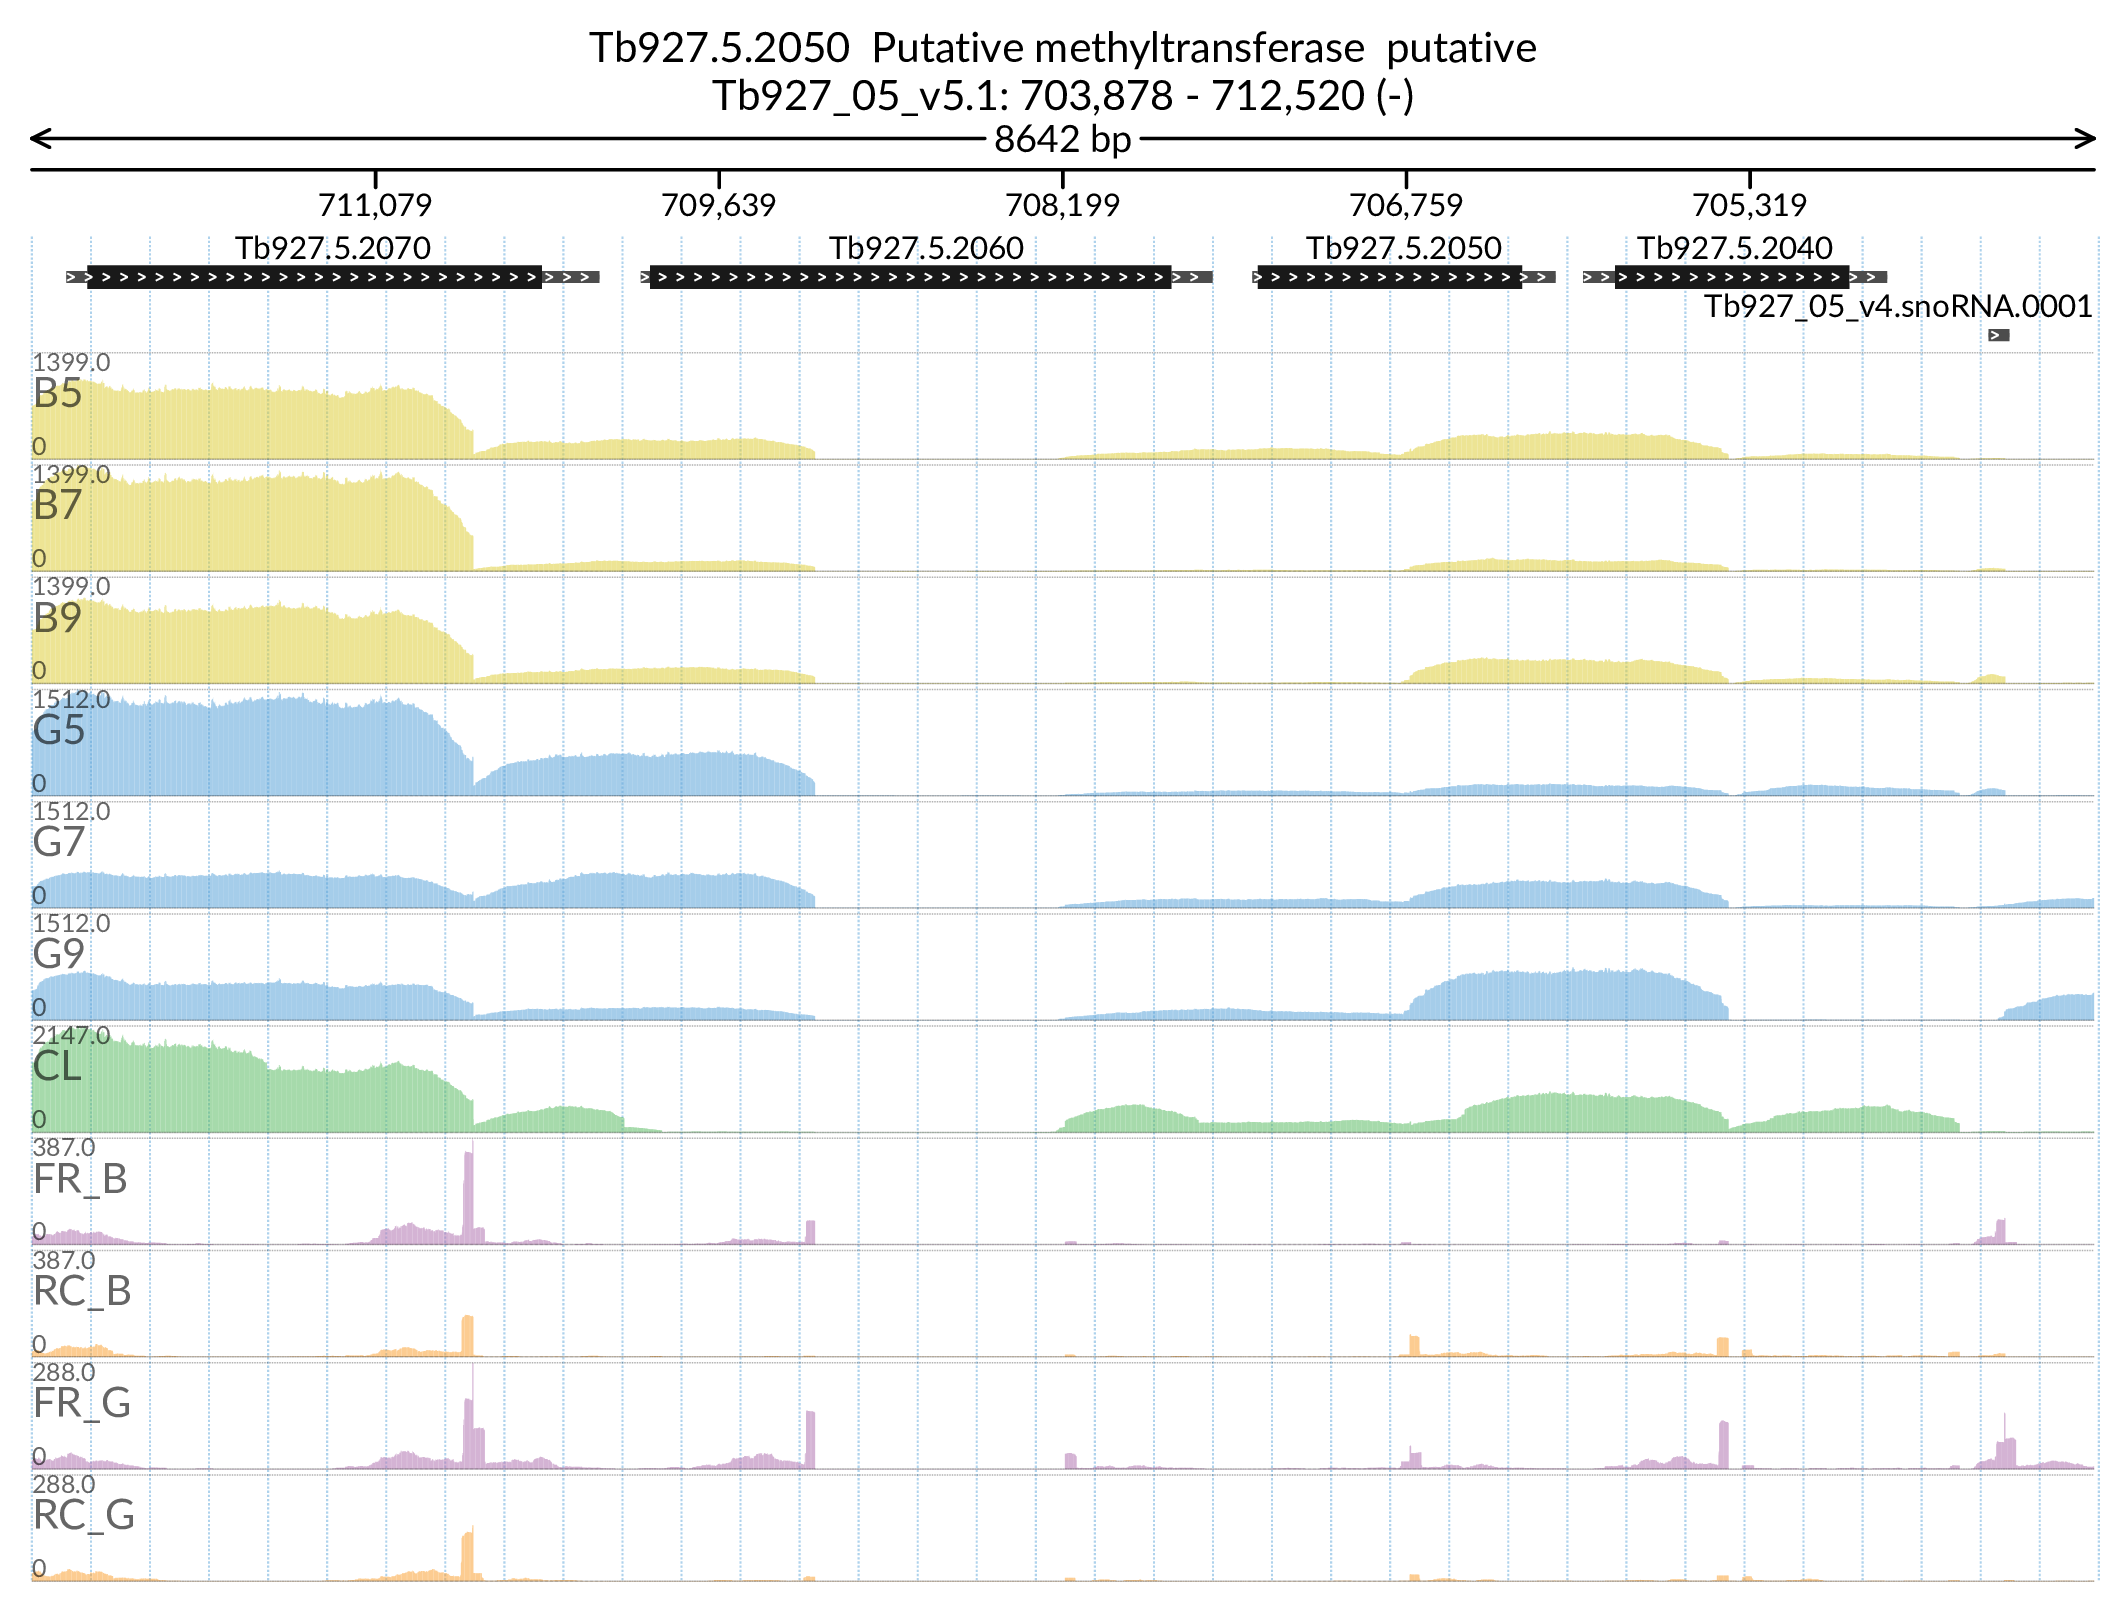 Tb927.5.2050  Putative methyltransferase  putative
Tb927_05_v5.1: 703,878 - 712,520 (-)
8642 bp
711,079 709,639 708,199 706,759 705,319
Tb927.5.2070 Tb927.5.2060 Tb927.5.2050 Tb927.5.2040
Tb927_05_v4.snoRNA.0001
1399.0
B5
0
1399.0
B7
0
1399.0
B9
0
1512.0
G5
0
1512.0
G7
0
1512.0
G9
0
2147.0
CL
0
387.0
FR_B
0
387.0
RC_B
0
288.0
FR_G
0
288.0
RC_G
0